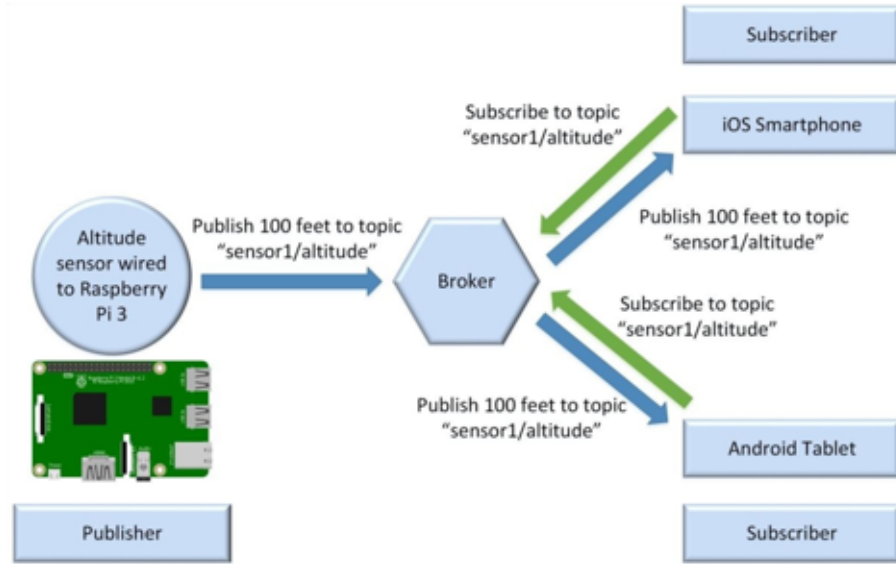 Subscriber
Subscribe to topic
“sensor1/altitude”
iOS Smartphone
Publish 100 feet to topic
“sensor1/altitude”
Altitude
sensor wired
to Raspberry
Pi 3
Publish 100 feet to topic
“sensor1/altitude”
Broker
Subscribe to topic
“sensor1/altitude”
Publish 100 feet to topic
“sensor1/altitude”
Android Tablet
Publisher
Subscriber